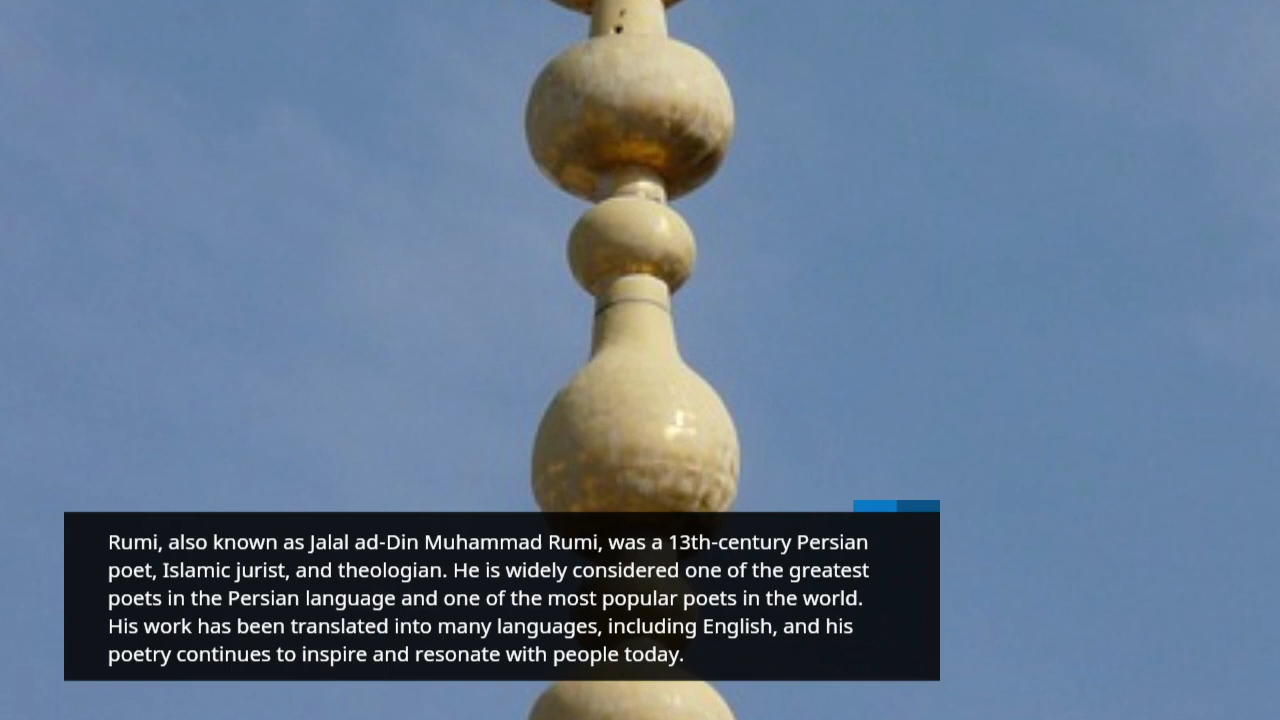 Rumi, also known as Jalal ad-Din Muhammad Rumi, was a 13th-century Persian
poet, Islamic jurist, and theologian. He is widely considered one of the greatest
poets in the Persian language and one of the most popular poets in the world.
His work has been translated into many languages, including English, and his
poetry continues to inspire and resonate with people today.